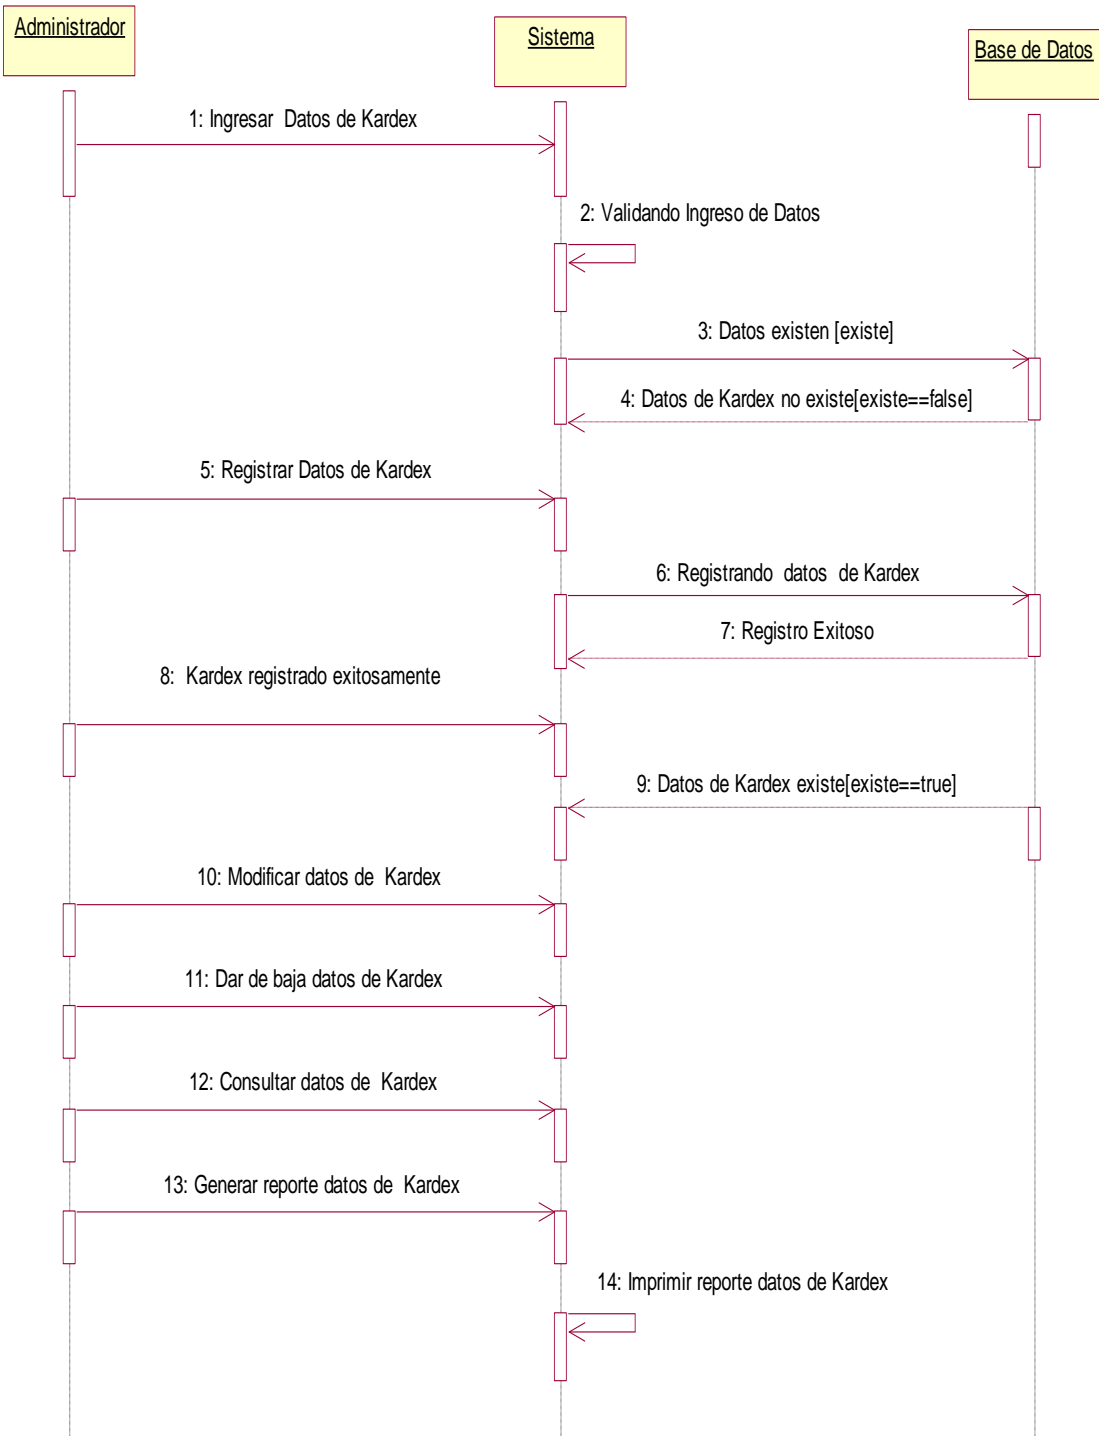 Administrador
Sistema
Base de Datos
1: Ingresar Datos de Kardex
2: Validando Ingreso de Datos
3: Datos existen [existe]
4: Datos de Kardex no existe[existe==false]
5: Registrar Datos de Kardex
6: Registrando datos de Kardex
7: Registro Exitoso
8: Kardex registrado exitosamente
9: Datos de Kardex existe[existe==true]
10: Modificar datos de Kardex
11: Dar de baja datos de Kardex
12: Consultar datos de Kardex
13: Generar reporte datos de Kardex
14: Imprimir reporte datos de Kardex